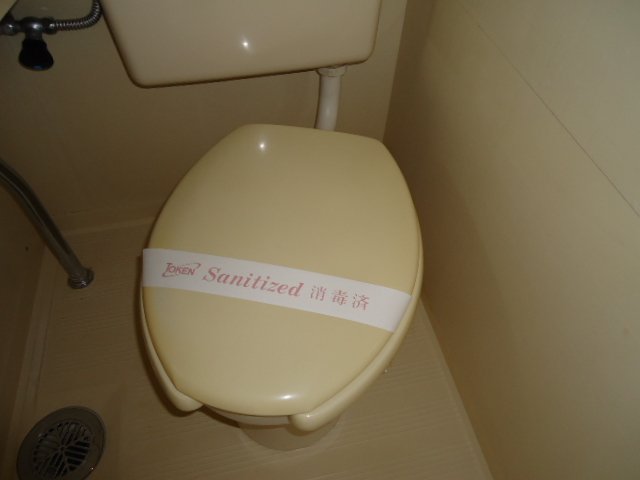 TOKEN Sanitized 消毒済